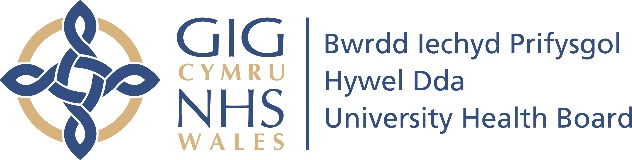 GIG
CYMRU
NHS
WALES
Bwrdd Iechyd Prifysgol
Hywel Dda
University Health Board